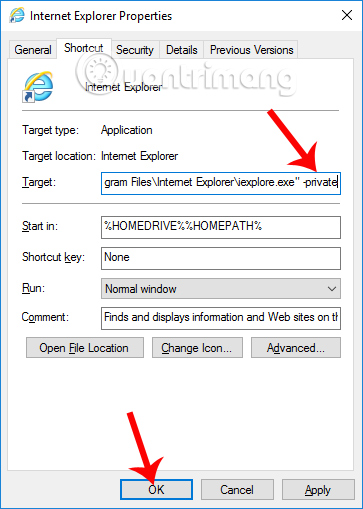 Internet Explorer Properties
General Shortcut Security Details Previous Versions
Quantrimang
Internet Explorer
Target type: Application
Target location: Internet Explorer
Target: gram Files\Internet Explorer\iexplore.exe" -private
Start in: %HOMEDRIVE%%HOMEPATH%
Shortcut key: None
Run: Normal window
Comment: Finds and displays information and Web sites on th
Open File Location Change Icon... Advanced...
OK Cancel Apply